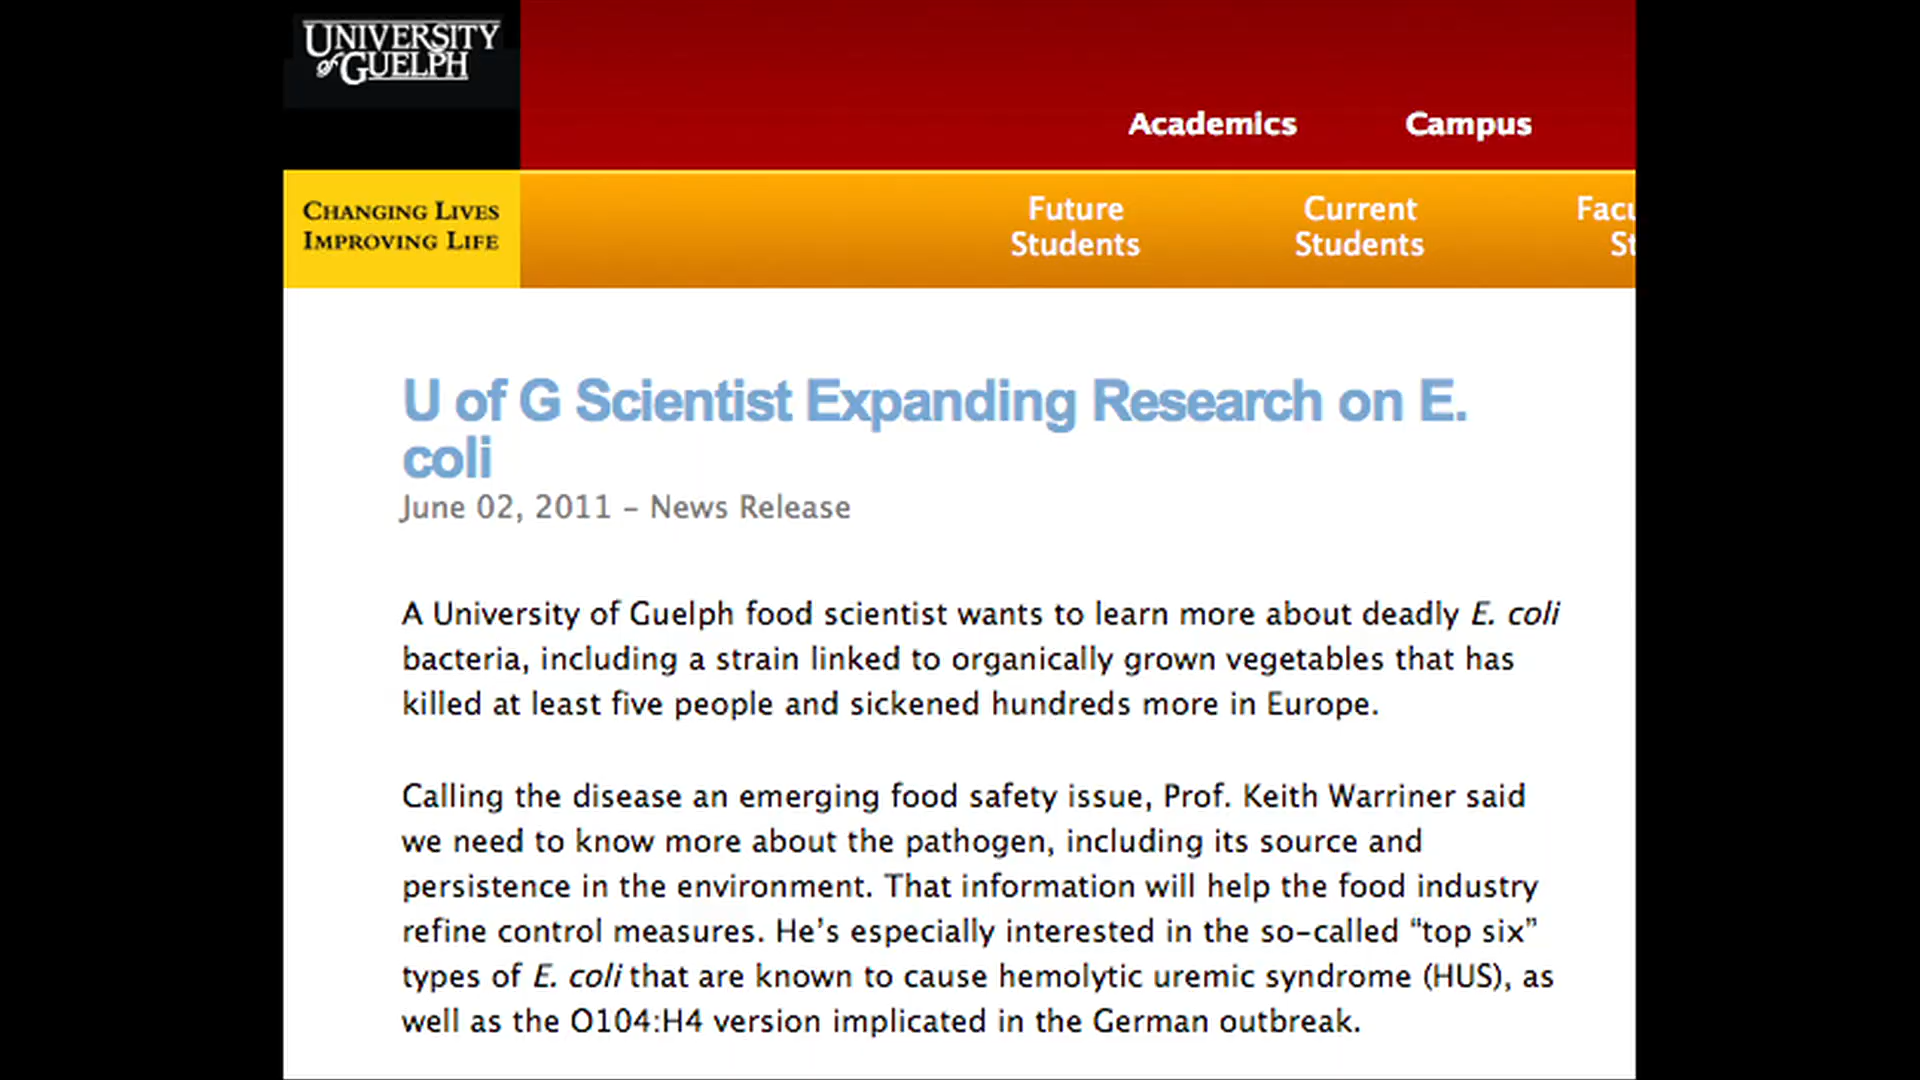 UNIVERSITY
of GUELPH
Academics
Campus
CHANGING LIVES
IMPROVING LIFE
Future
Students
Current
Students
U of G Scientist Expanding Research on E.
coli
June 02, 2011 – News Release
A University of Guelph food scientist wants to learn more about deadly E. coli
bacteria, including a strain linked to organically grown vegetables that has
killed at least five people and sickened hundreds more in Europe.
Calling the disease an emerging food safety issue, Prof. Keith Warriner said
we need to know more about the pathogen, including its source and
persistence in the environment. That information will help the food industry
refine control measures. He’s especially interested in the so-called “top six”
types of E. coli that are known to cause hemolytic uremic syndrome (HUS), as
well as the O104:H4 version implicated in the German outbreak.